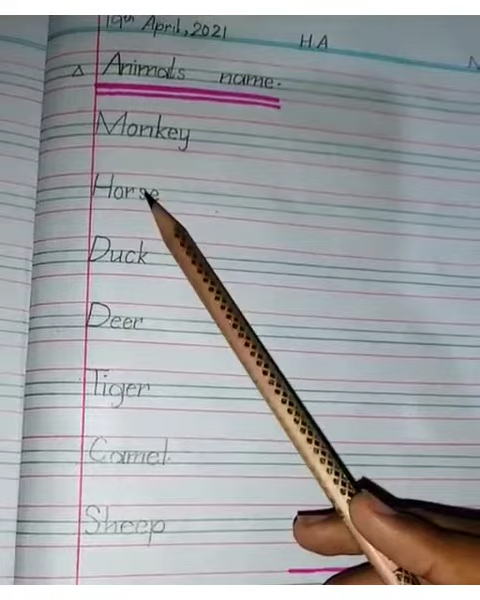 19th April, 2021 H.A
Animals name.
Monkey
Horse
Duck
Deer
Tiger
Camel
Sheep